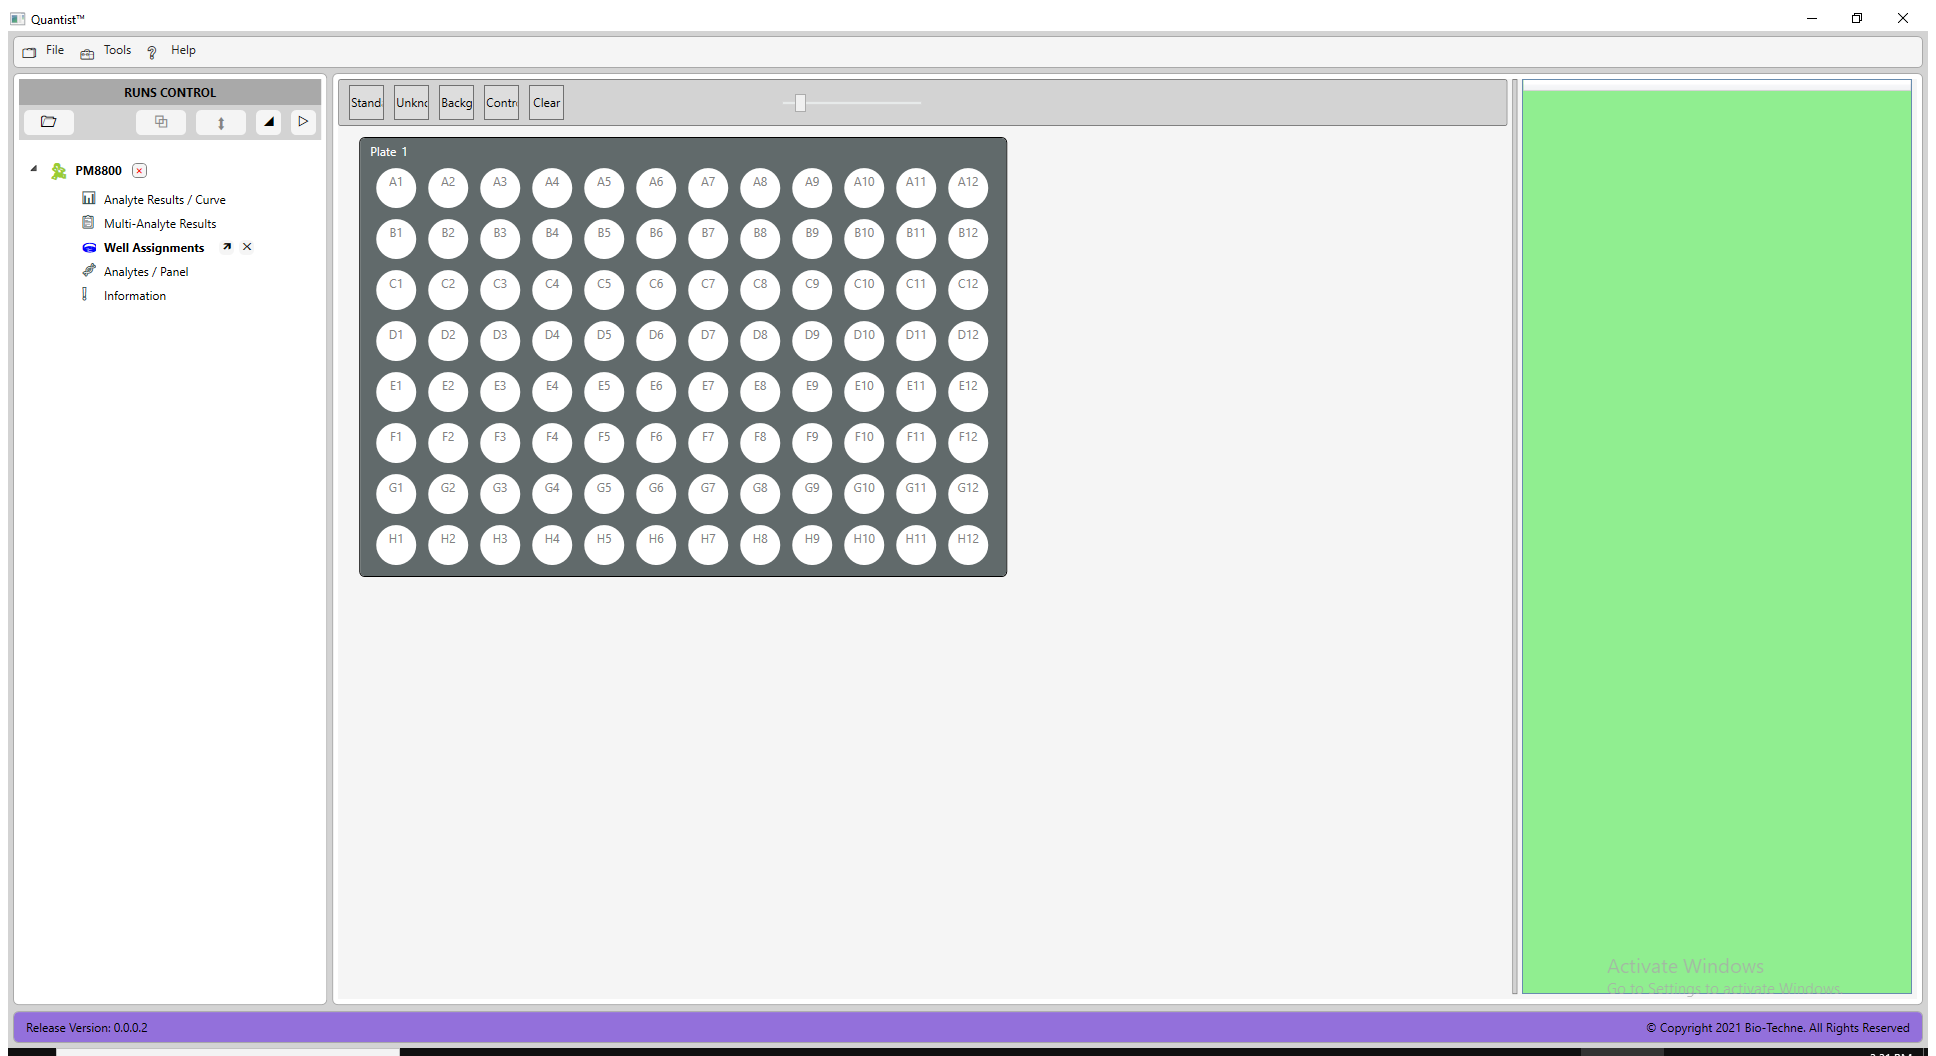 Quantist™
File Tools Help
RUNS CONTROL
Stand Unkno Backg Contro Clear
Plate 1
PM8800
Analyte Results / Curve
Multi-Analyte Results
Well Assignments
Analytes / Panel
Information
A1 A2 A3 A4 A5 A6 A7 A8 A9 A10 A11 A12
B1 B2 B3 B4 B5 B6 B7 B8 B9 B10 B11 B12
C1 C2 C3 C4 C5 C6 C7 C8 C9 C10 C11 C12
D1 D2 D3 D4 D5 D6 D7 D8 D9 D10 D11 D12
E1 E2 E3 E4 E5 E6 E7 E8 E9 E10 E11 E12
F1 F2 F3 F4 F5 F6 F7 F8 F9 F10 F11 F12
G1 G2 G3 G4 G5 G6 G7 G8 G9 G10 G11 G12
H1 H2 H3 H4 H5 H6 H7 H8 H9 H10 H11 H12
Activate Windows
Go to Settings to activate Windows.
Release Version: 0.0.0.2
© Copyright 2021 Bio-Techne. All Rights Reserved